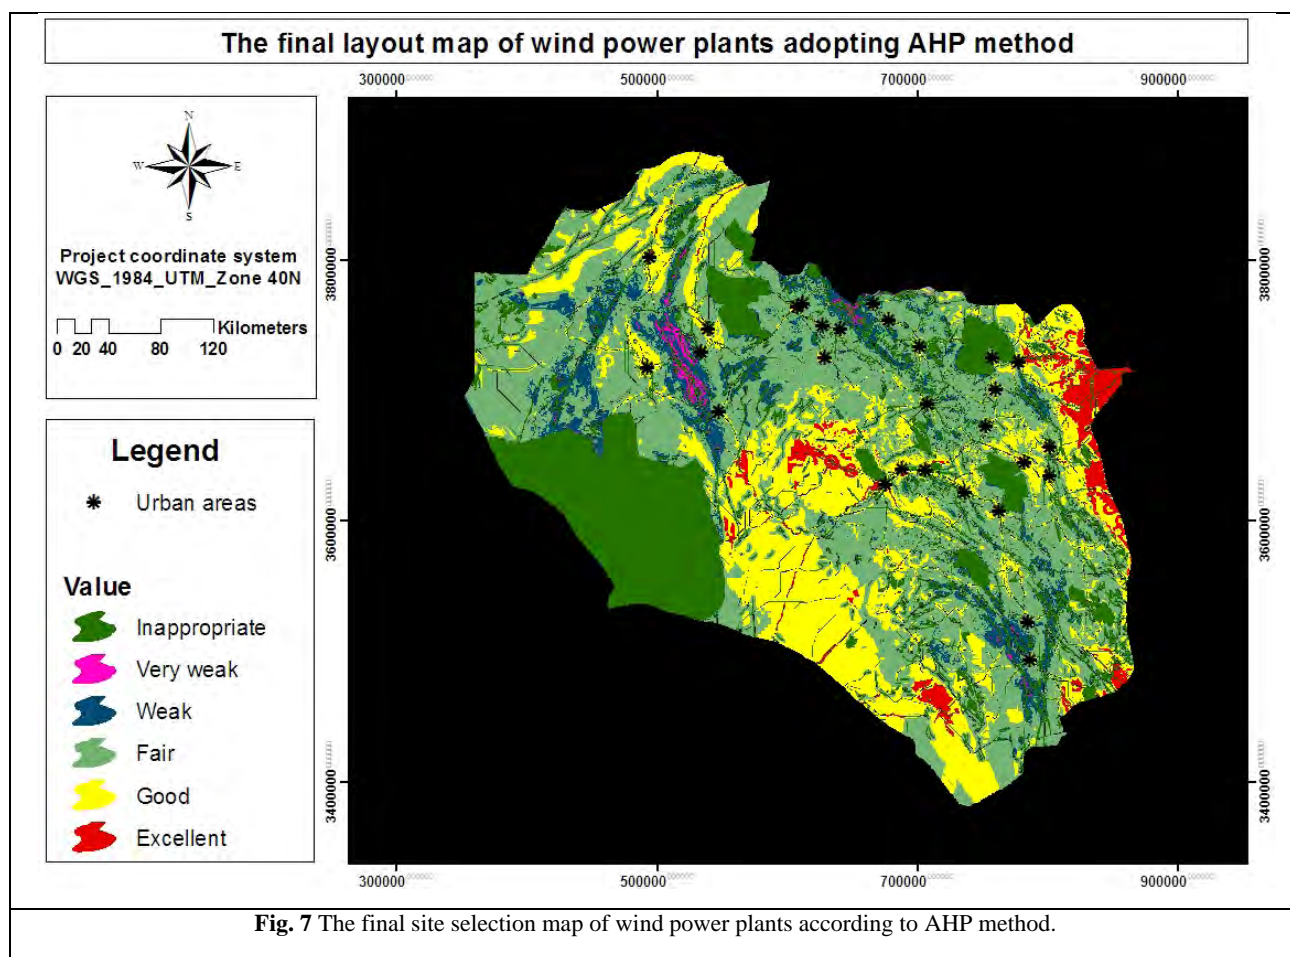 The final layout map of wind power plants adopting AHP method
300000 500000 700000 900000
N
W E
S
Project coordinate system
WGS_1984_UTM_Zone 40N
Kilometers
0 20 40 80 120
Legend
Urban areas
Value
Inappropriate
Very weak
Weak
Fair
Good
Excellent
3800000
3600000
3400000
3800000
3600000
3400000
300000 500000 700000 900000
Fig. 7 The final site selection map of wind power plants according to AHP method.